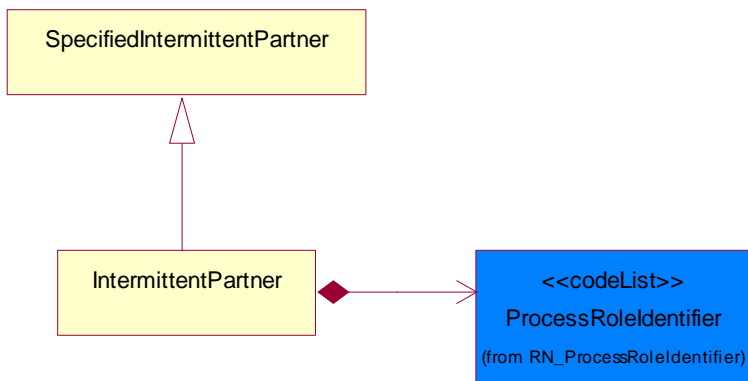 SpecifiedIntermittentPartner
IntermittentPartner
<<codeList>>
ProcessRoleIdentifier
(from RN_ProcessRoleIdentifier)